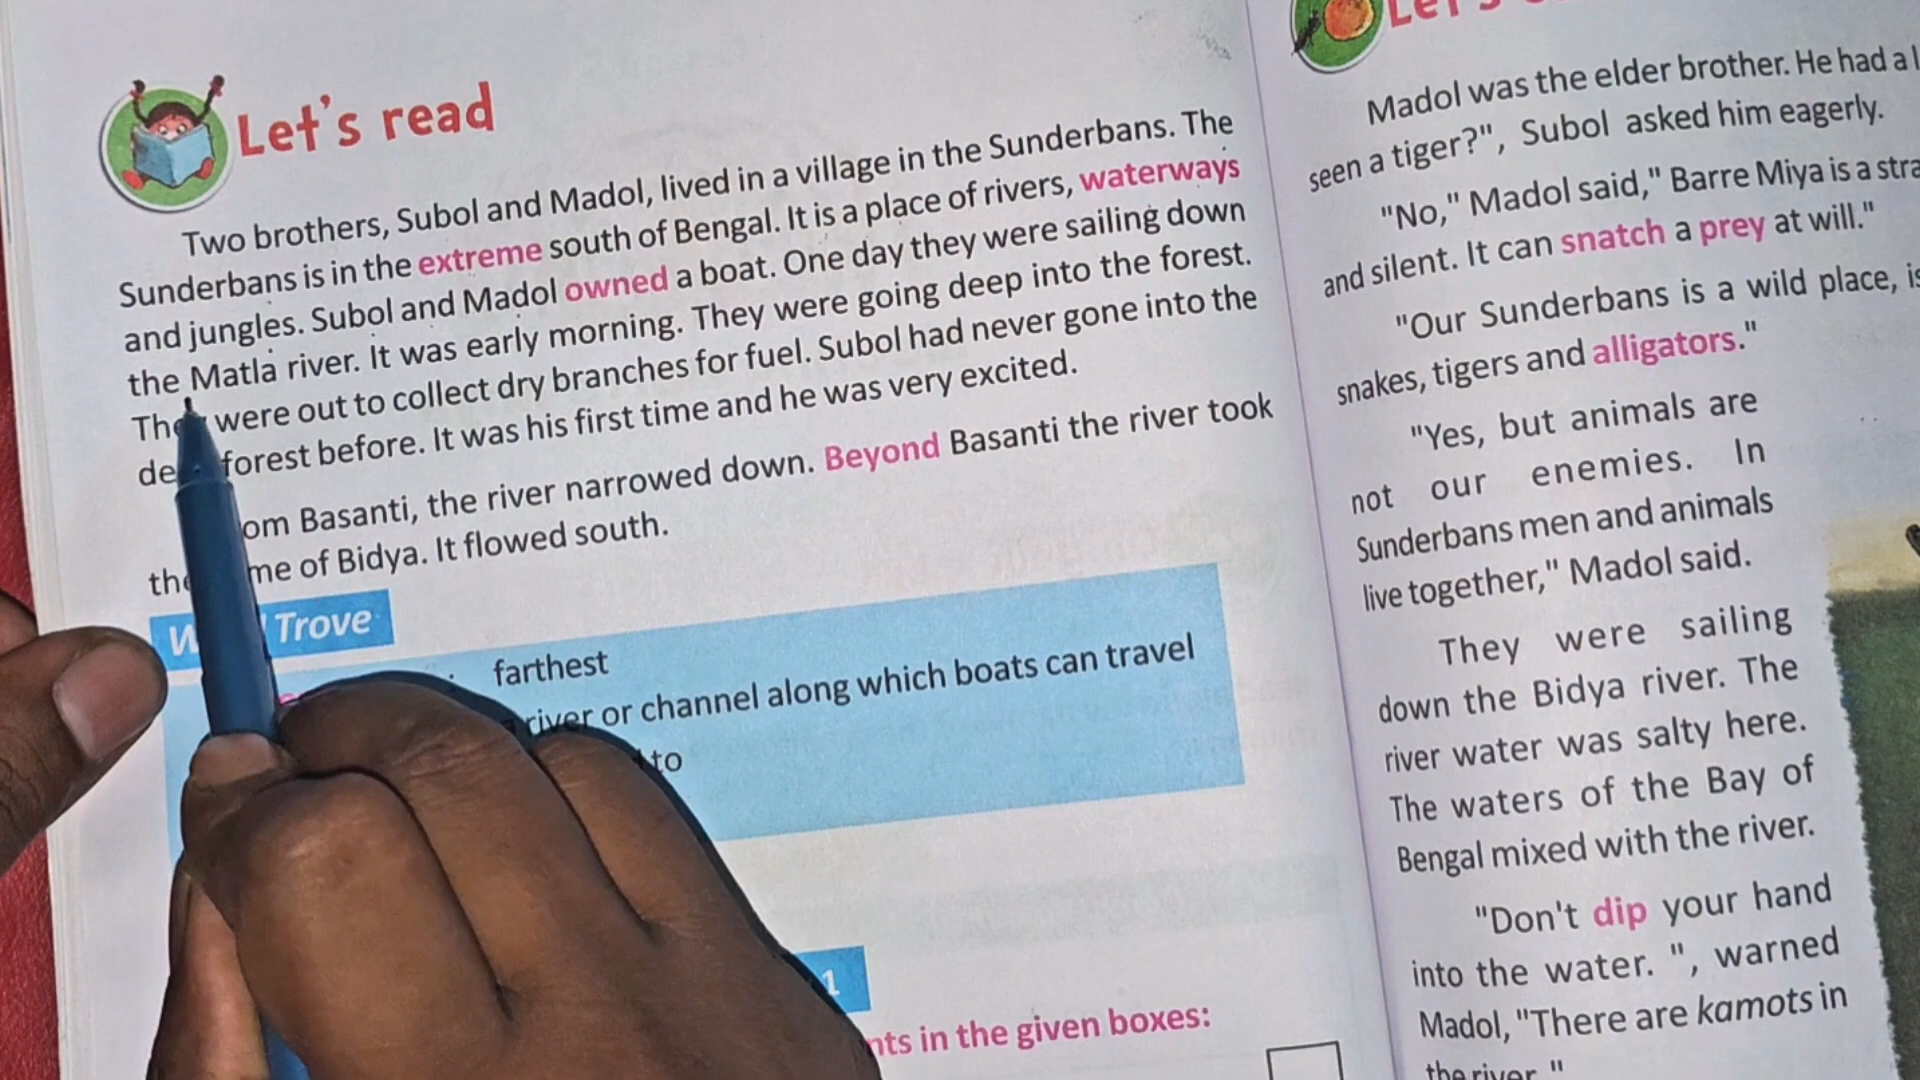 Let's read
Two brothers, Subol and Madol, lived in a village in the Sunderbans. The
Sunderbans is in the extreme south of Bengal. It is a place of rivers, waterways
and jungles. Subol and Madol owned a boat. One day they were sailing down
the Matla river. It was early morning. They were going deep into the forest.
were out to collect dry branches for fuel. Subol had never gone into the
forest before. It was his first time and he was very excited.
Basanti, the river narrowed down. Beyond Basanti the river took
of Bidya. It flowed south.
Trove
farthest
river or channel along which boats can travel
to
1
in the given boxes:
Madol was the elder brother. He had a
seen a tiger?", Subol asked him eagerly.
"No," Madol said," Barre Miya is a
and silent. It can snatch a prey at will."
"Our Sunderbans is a wild place,
snakes, tigers and alligators."
"Yes, but animals are
not our enemies. In
Sunderbans men and animals
live together," Madol said.
They were sailing
down the Bidya river. The
river water was salty here.
The waters of the Bay of
Bengal mixed with the river.
"Don't dip your hand
into the water. ", warned
Madol, "There are kamots in
the river."